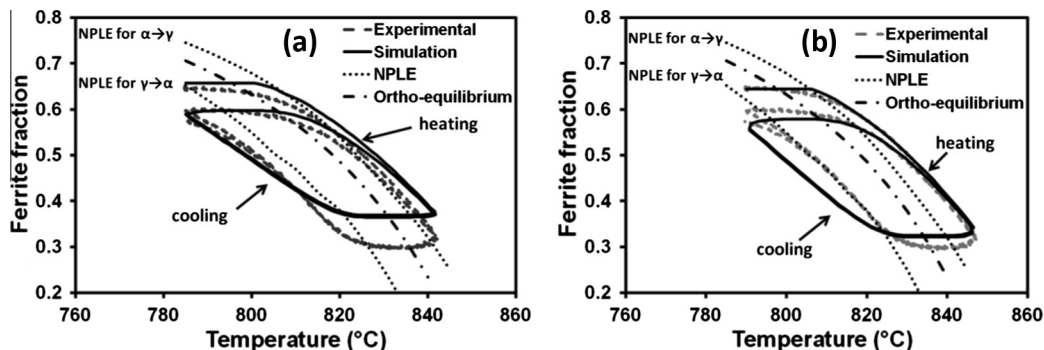 (a)
NPLE for α→γ
NPLE for γ→α
Experimental
Simulation
NPLE
Ortho-equilibrium
heating
cooling
0.8
0.7
0.6
0.5
0.4
0.3
0.2
Ferrite fraction
760 780 800 820 840 860
Temperature (°C)
(b)
NPLE for α→γ
NPLE for γ→α
Experimental
Simulation
NPLE
Ortho-equilibrium
heating
cooling
0.8
0.7
0.6
0.5
0.4
0.3
0.2
Ferrite fraction
760 780 800 820 840 860
Temperature (°C)